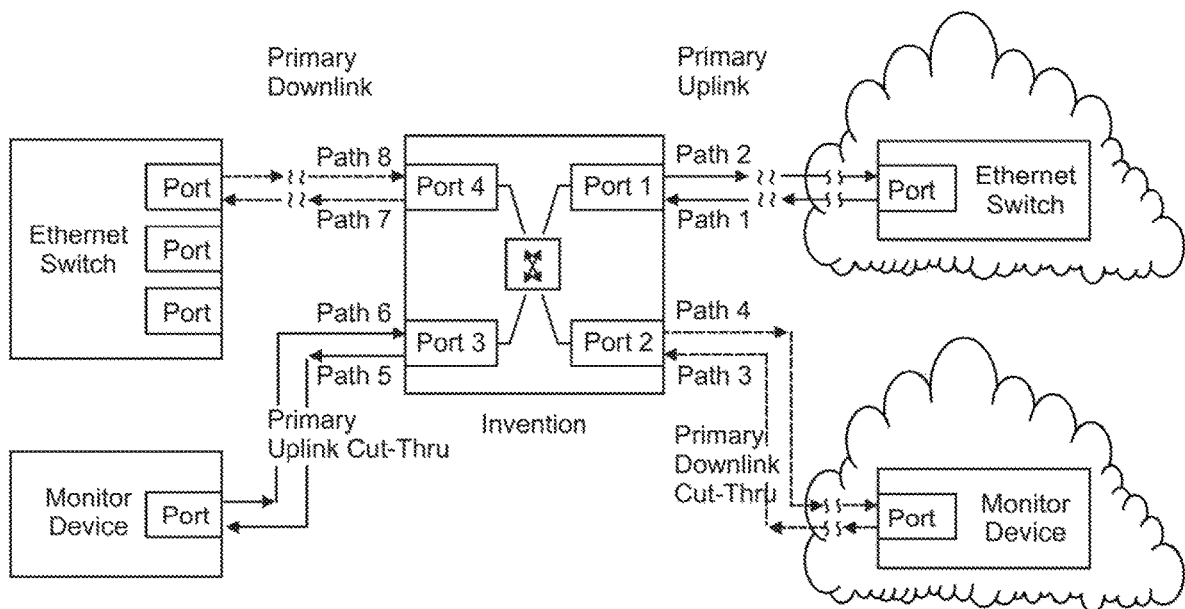 Primary
Downlink
Primary
Uplink
Path 8
Path 7
Path 2
Path 1
Port
Port
Port
Ethernet
Switch
Port 4
Port 1
Port 3
Port 2
Port
Ethernet
Switch
Path 6
Path 5
Path 4
Path 3
Invention
Primary
Uplink Cut-Thru
Primary
Downlink
Cut-Thru
Monitor
Device
Port
Port
Monitor
Device